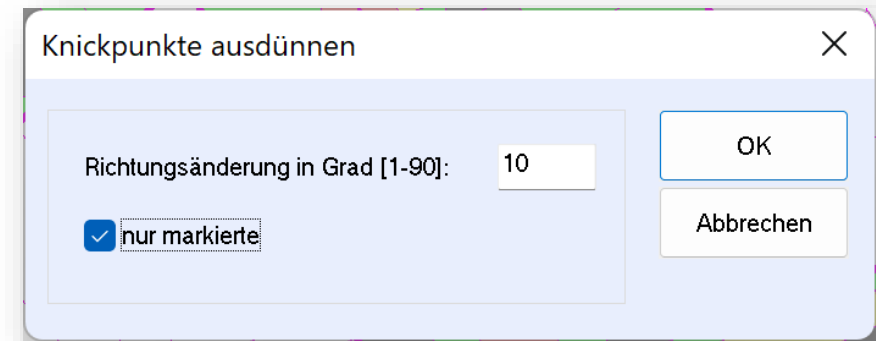 Knickpunkte ausdünnen
Richtungsänderung in Grad [1-90]: 10
nur markierte
OK
Abbrechen